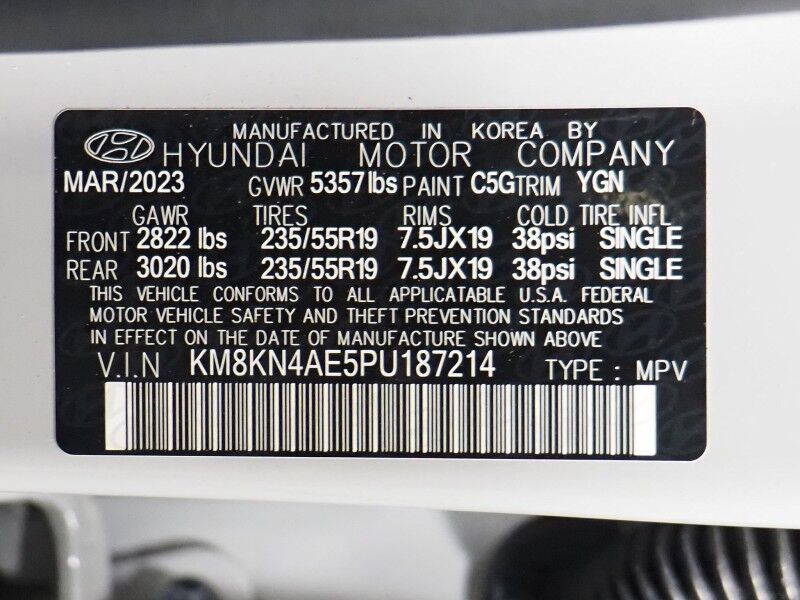 MANUFACTURED IN KOREA BY
HYUNDAI MOTOR COMPANY
MAR/2023 GVWR 5357lbs PAINT C5G TRIM YGN
GAWR TIRES RIMS COLD TIRE INFL
FRONT 2822 lbs 235/55R19 7.5JX19 38psi SINGLE
REAR 3020 lbs 235/55R19 7.5JX19 38psi SINGLE
THIS VEHICLE CONFORMS TO ALL APPLICATABLE U.S.A. FEDERAL
MOTOR VEHICLE SAFETY AND THEFT PREVENTION STANDARDS
IN EFFECT ON THE DATE OF MANUFACTURE SHOWN ABOVE
V.I.N KM8KN4AE5PU187214 TYPE : MPV